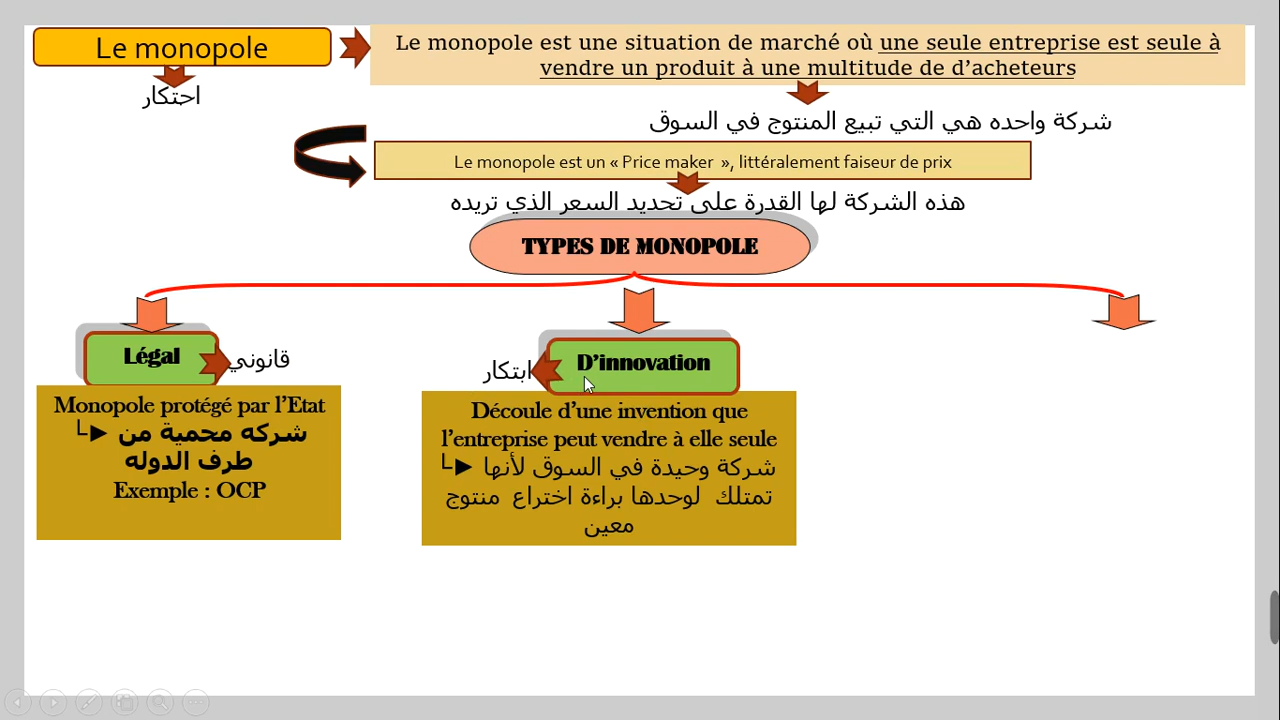 Le monopole
Le monopole est une situation de marché où une seule entreprise est seule à
vendre un produit à une multitude de d’acheteurs
احتكار
شركة واحده هي التي تبيع المنتوج في السوق
Le monopole est un « Price maker », littéralement faiseur de prix
هذه الشركة لها القدرة على تحديد السعر الذي تريده
TYPES DE MONOPOLE
Légal
قانوني
Monopole protégé par l’Etat
شركه محمية من
طرف الدوله
Exemple : OCP
D’innovation
ابتكار
Découle d’une invention que
l’entreprise peut vendre à elle seule
شركة وحيدة في السوق لأنها
تمتلك لوحدها براءة اختراع منتوج
معين